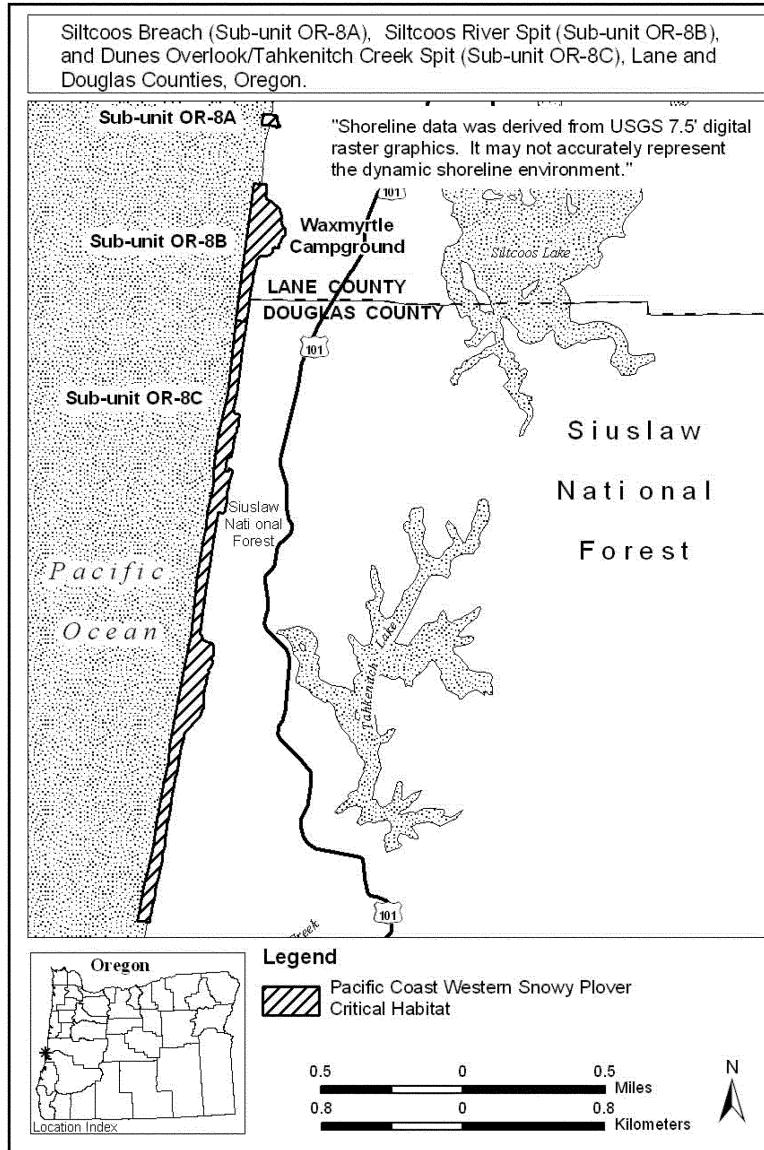 Siltcoos Breach (Sub-unit OR-8A), Siltcoos River Spit (Sub-unit OR-8B),
and Dunes Overlook/Tahkenitch Creek Spit (Sub-unit OR-8C), Lane and
Douglas Counties, Oregon.
Sub-unit OR-8A
"Shoreline data was derived from USGS 7.5' digital
raster graphics. It may not accurately represent
the dynamic shoreline environment."
101
Sub-unit OR-8B
Waxmyrtle
Campground
Siltcoos Lake
LANE COUNTY
DOUGLAS COUNTY
101
Sub-unit OR-8C
Siuslaw
National
Forest
Siuslaw
National
Forest
Pacific
Ocean
Tahkenitch Lake
101
Creek
Oregon
Location Index
Legend
Pacific Coast Western Snowy Plover
Critical Habitat
0.5 0 0.5
Miles
0.8 0 0.8
Kilometers
N